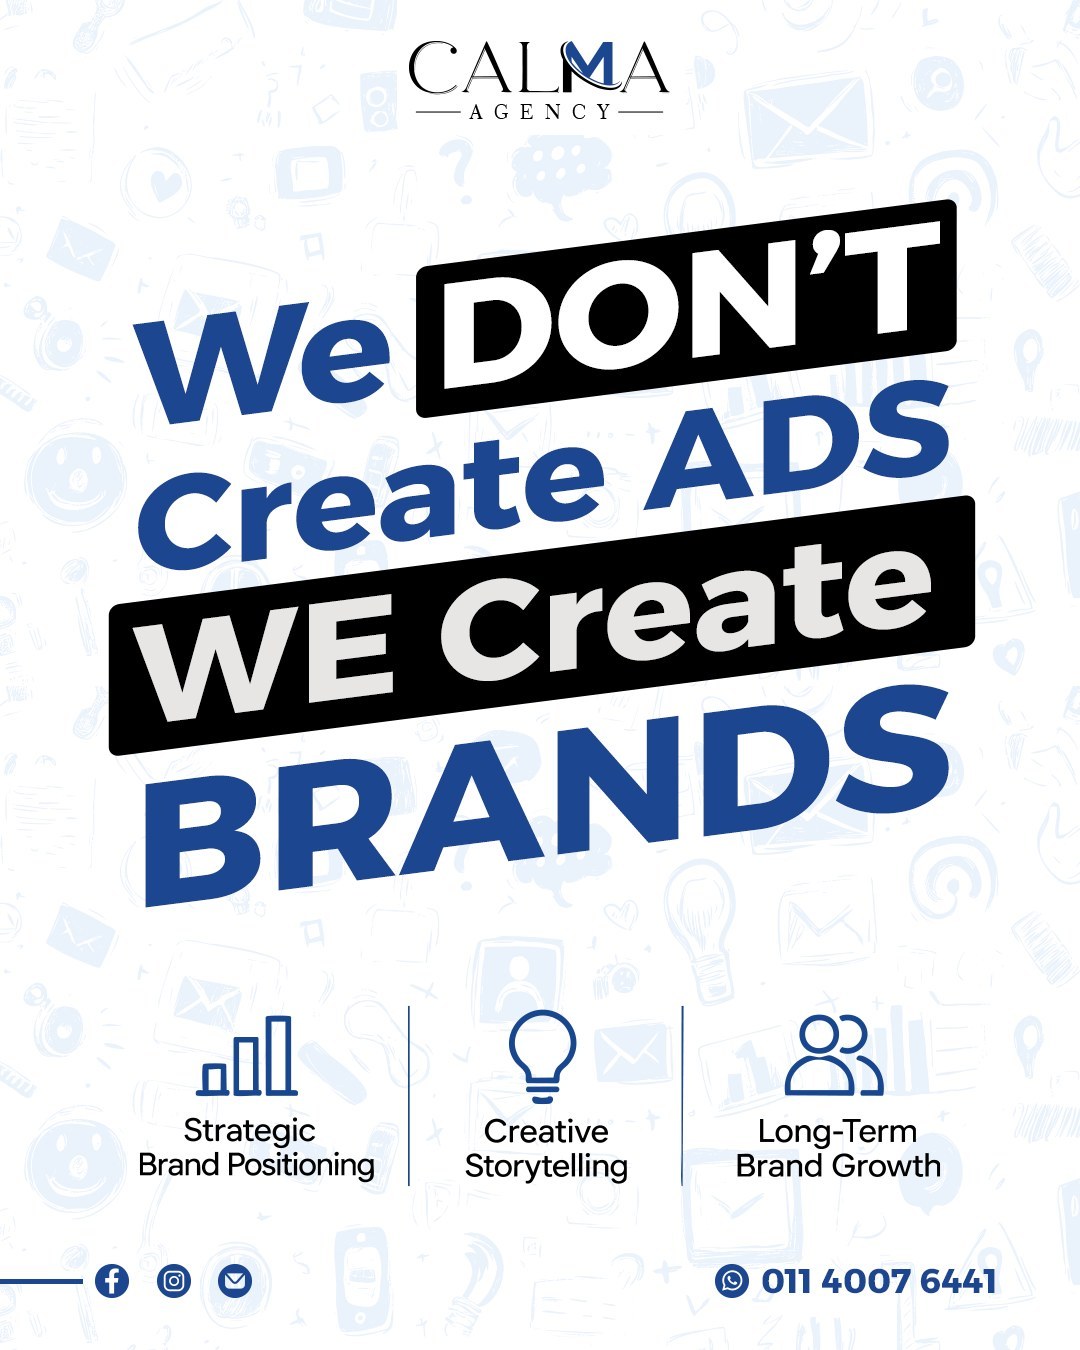 CALMA
AGENCY
We DON'T
Create ADS
WE Create
BRANDS
Strategic
Brand Positioning
Creative
Storytelling
Long-Term
Brand Growth
011 4007 6441